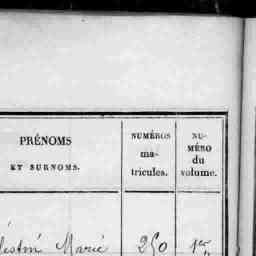 PRÉNOMS
ET SURNOMS.
NUMÉROS
ma-
tricules.
NU-
MÉRO
du
volume.
Marie 250 1er